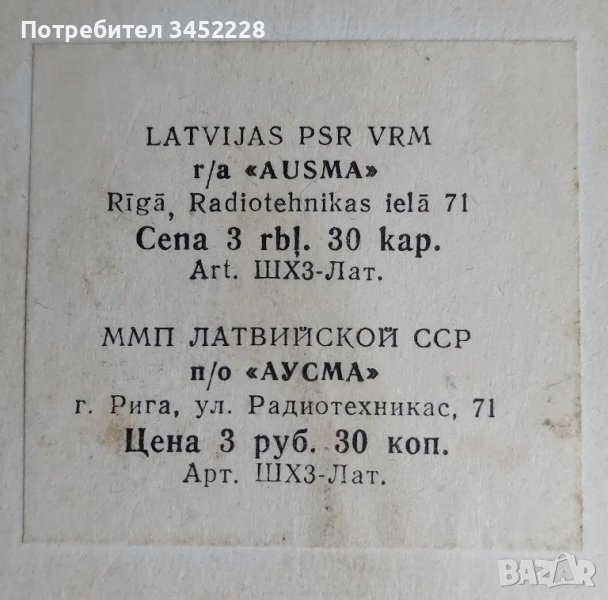 Потребител 3452228
LATVIJAS PSR VRM
r/a «AUSMA»
Rīgā, Radiotehnikas ielā 71
Cena 3 rbļ. 30 kap.
Art. ШХЗ-Лат.
ММП ЛАТВИЙСКОЙ ССР
п/о «АУСМА»
г. Рига, ул. Радиотехникас, 71
Цена 3 руб. 30 коп.
Арт. ШХЗ-Лат.
BAZAR